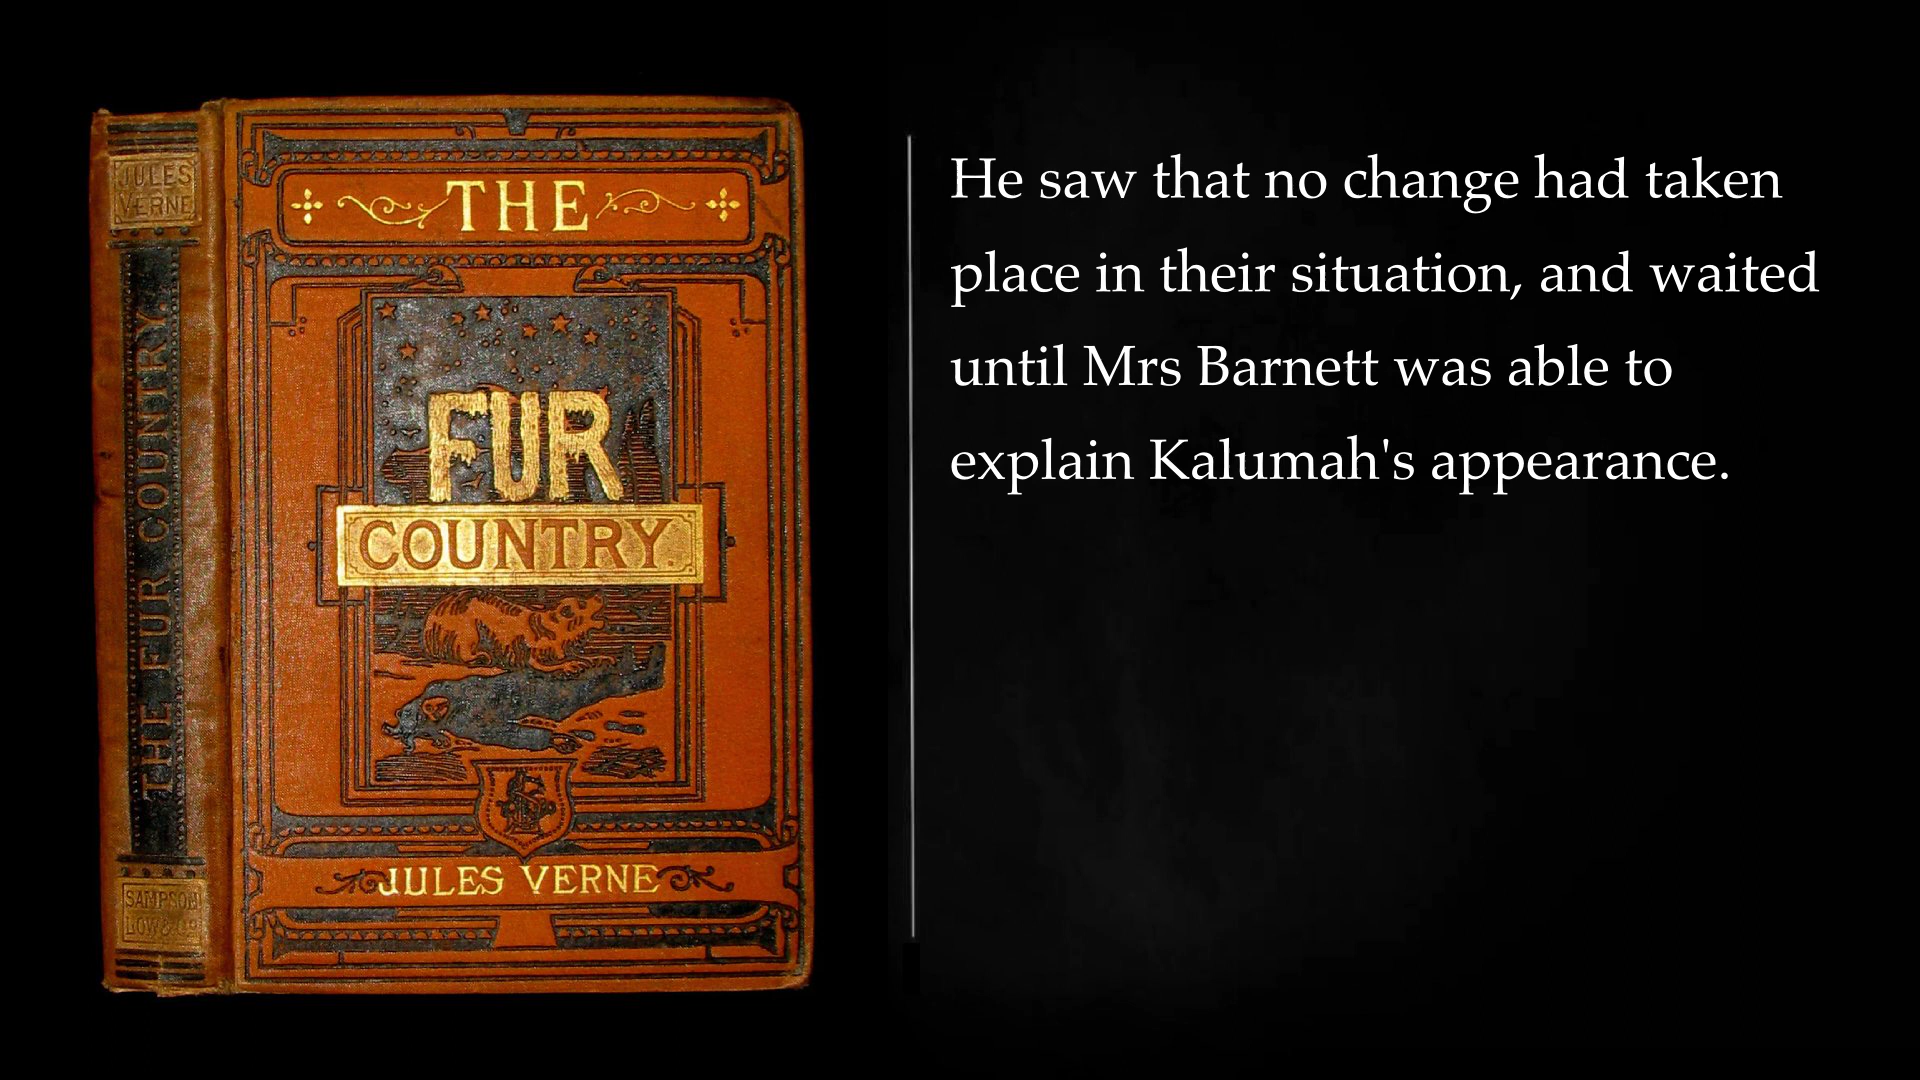 JULES
VERNE
THE FUR COUNTRY.
SAMPSON
LOW & Co
THE
FUR
COUNTRY.
JULES VERNE
He saw that no change had taken
place in their situation, and waited
until Mrs Barnett was able to
explain Kalumah's appearance.